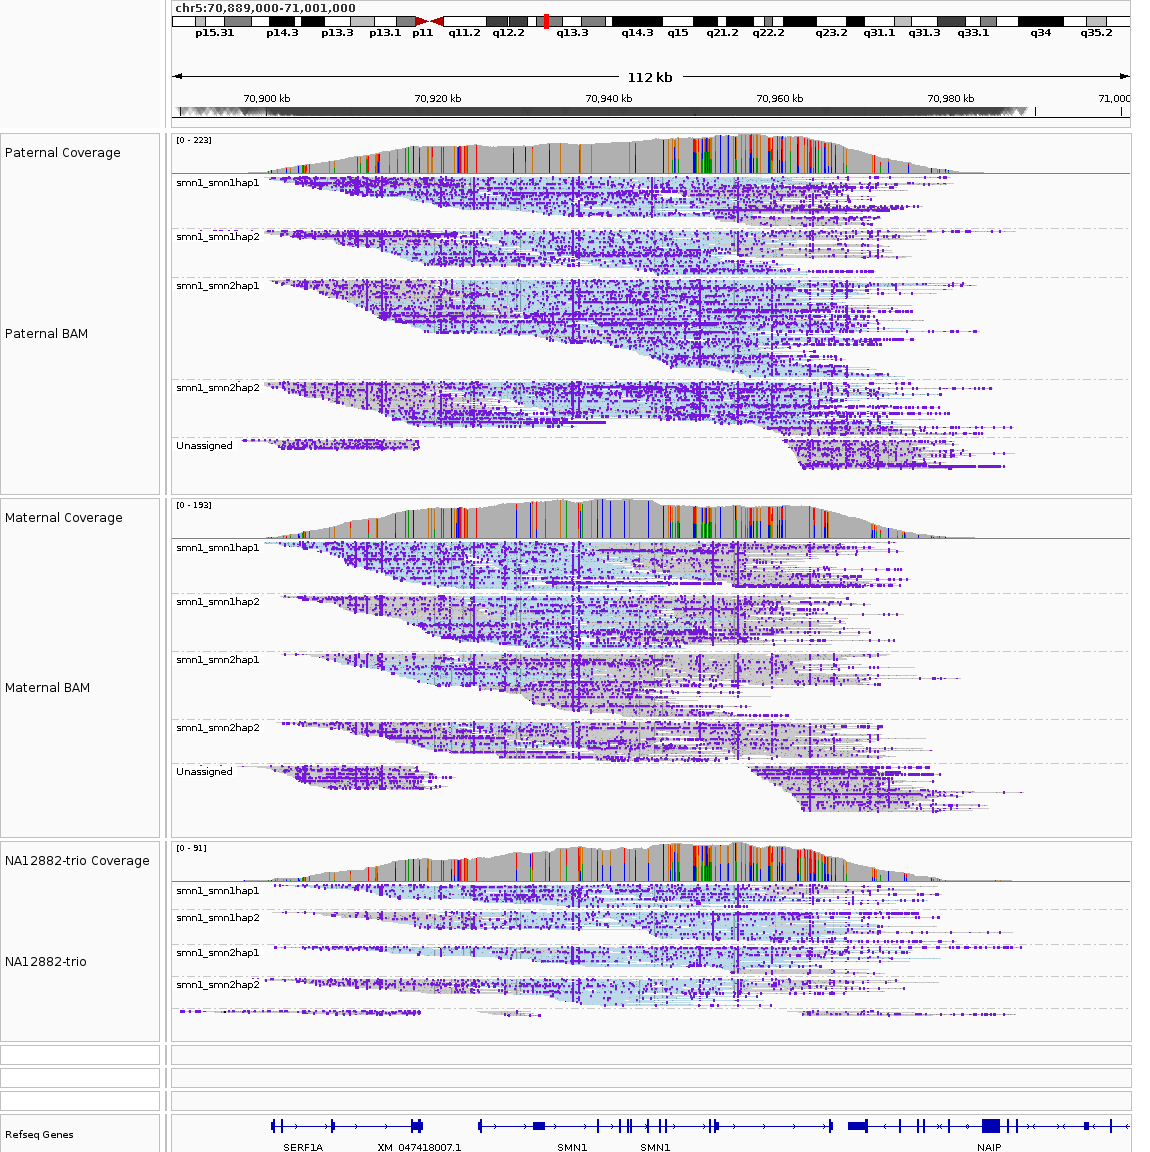 chr5:70,889,000-71,001,000
p15.31 p14.3 p13.3 p13.1 p11 q11.2 q12.2 q13.3 q14.3 q15 q21.2 q22.2 q23.2 q31.1 q31.3 q33.1 q34 q35.2
112 kb
70,900 kb 70,920 kb 70,940 kb 70,960 kb 70,980 kb 71,000
Paternal Coverage
[0 - 223]
Paternal BAM
smn1_smn1hap1
smn1_smn1hap2
smn1_smn2hap1
smn1_smn2hap2
Unassigned
Maternal Coverage
[0 - 193]
Maternal BAM
smn1_smn1hap1
smn1_smn1hap2
smn1_smn2hap1
smn1_smn2hap2
Unassigned
NA12882-trio Coverage
[0 - 91]
NA12882-trio
smn1_smn1hap1
smn1_smn1hap2
smn1_smn2hap1
smn1_smn2hap2
Refseq Genes
SERF1A XM_047418007.1 SMN1 SMN1 NAIP